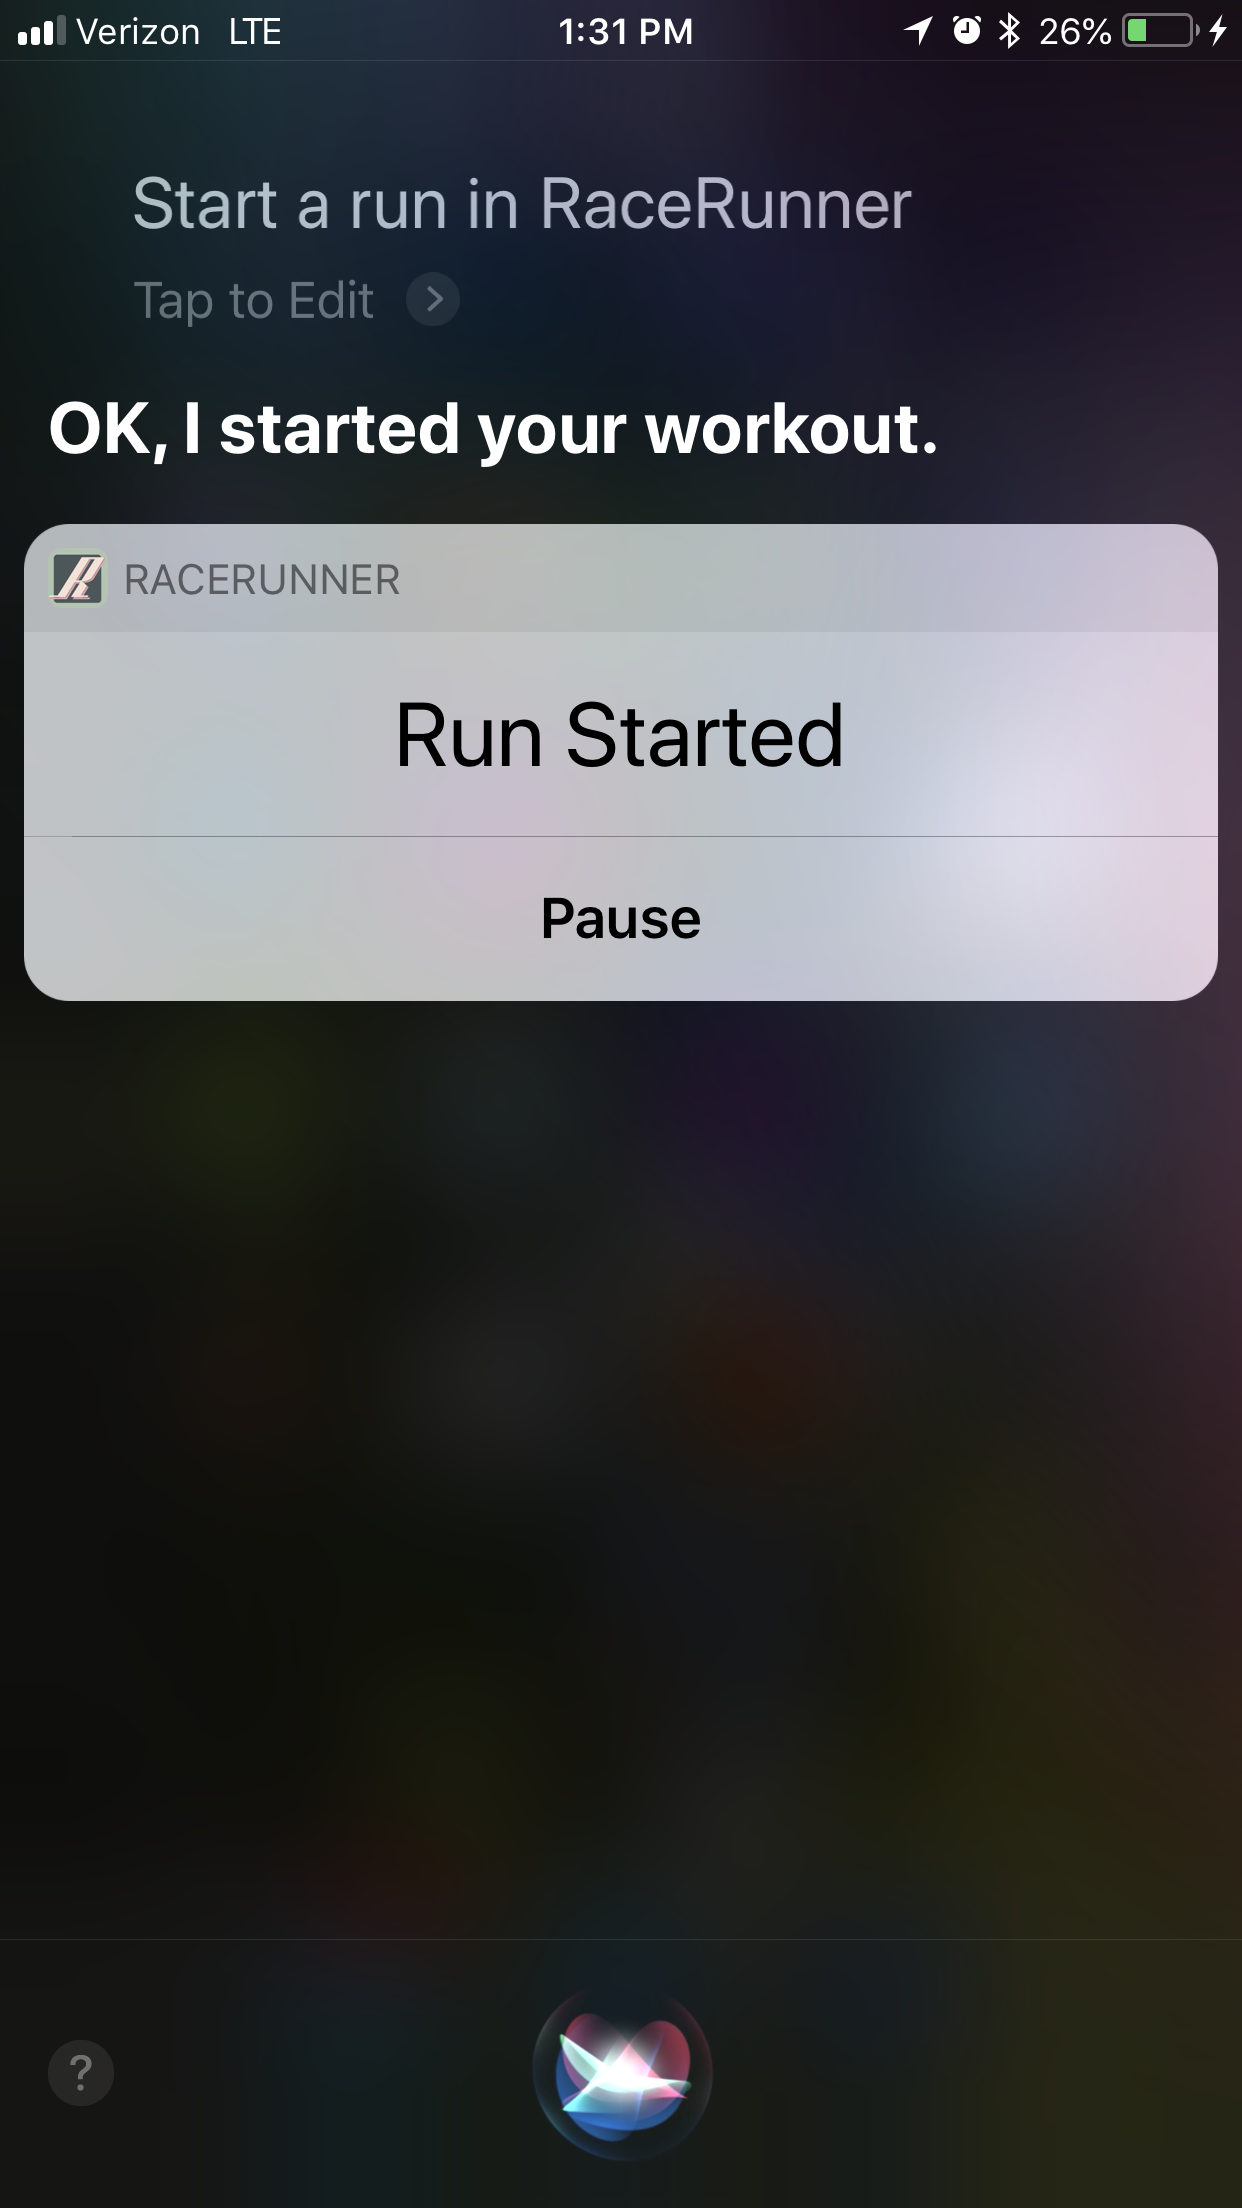 Verizon LTE 1:31 PM 26%
Start a run in RaceRunner
Tap to Edit
OK, I started your workout.
R RACERUNNER
Run Started
Pause
?